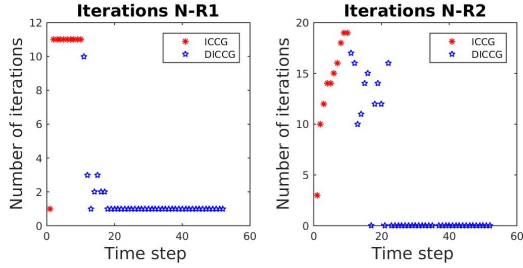 Iterations N-R1
Number of iterations
12
10
8
6
4
2
0
0
20
40
60
Time step
ICCG
DICCG
Iterations N-R2
Number of iterations
20
15
10
5
0
0
20
40
60
Time step
ICCG
DICCG